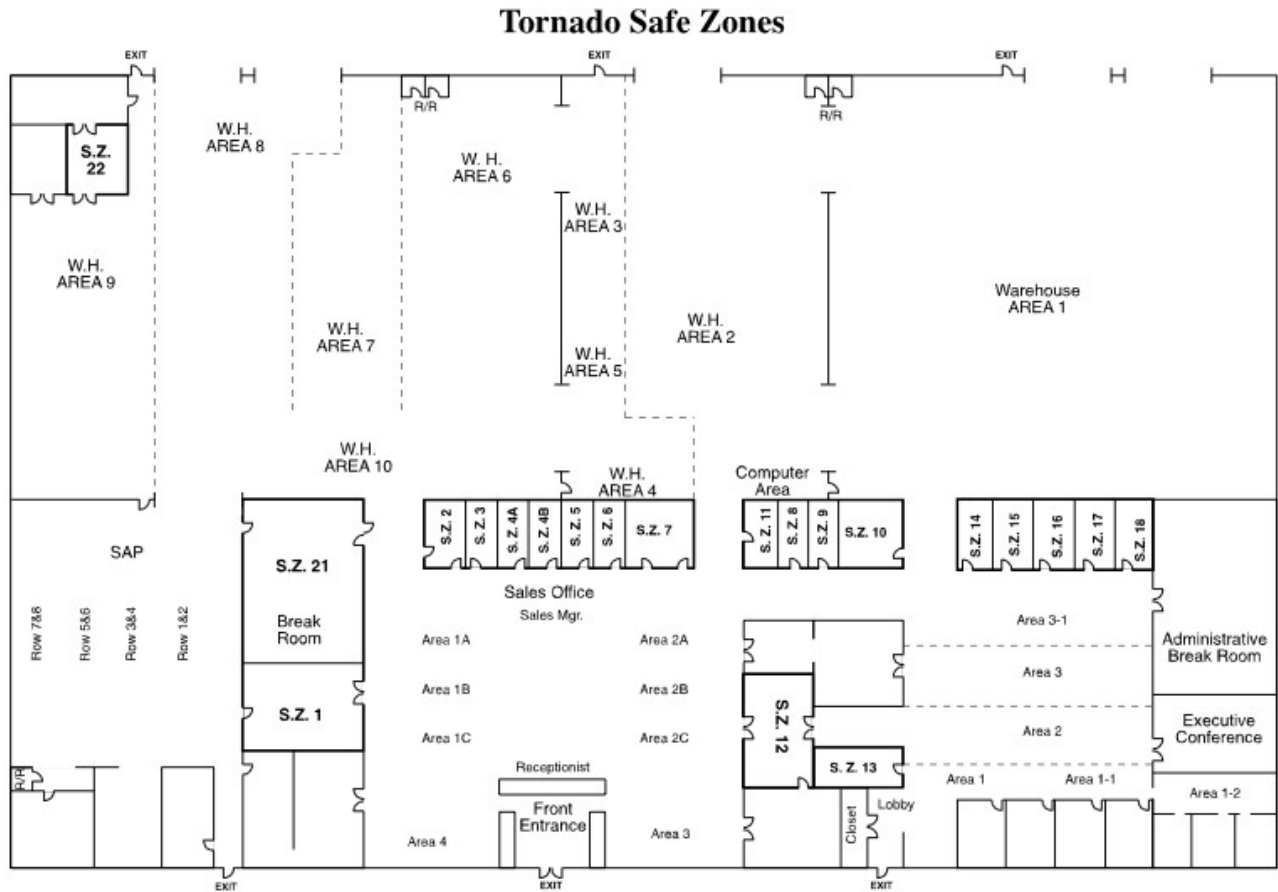 Tornado Safe Zones
EXIT
EXIT
EXIT
R/R
R/R
W.H.
AREA 8
S.Z.
22
W. H.
AREA 6
W.H.
AREA 3
W.H.
AREA 9
Warehouse
AREA 1
W.H.
AREA 7
W.H.
AREA 2
W.H.
AREA 5
W.H.
AREA 10
W.H.
AREA 4
Computer
Area
S.Z. 2
S.Z. 3
S.Z. 4A
S.Z. 4B
S.Z. 5
S.Z. 6
S.Z. 7
S.Z. 11
S.Z. 8
S.Z. 9
S.Z. 10
S.Z. 14
S.Z. 15
S.Z. 16
S.Z. 17
S.Z. 18
SAP
S.Z. 21
Break
Room
Sales Office
Sales Mgr.
Row 7&8
Row 5&6
Row 3&4
Row 1&2
Area 1A
Area 2A
Area 3-1
Administrative
Break Room
Area 3
Area 1B
Area 2B
S.Z. 1
S.Z. 12
Area 1C
Area 2C
Area 2
Executive
Conference
Receptionist
S. Z. 13
R/R
Area 1
Area 1-1
Area 1-2
Front
Entrance
Closet
Lobby
Area 4
Area 3
EXIT
EXIT
EXIT